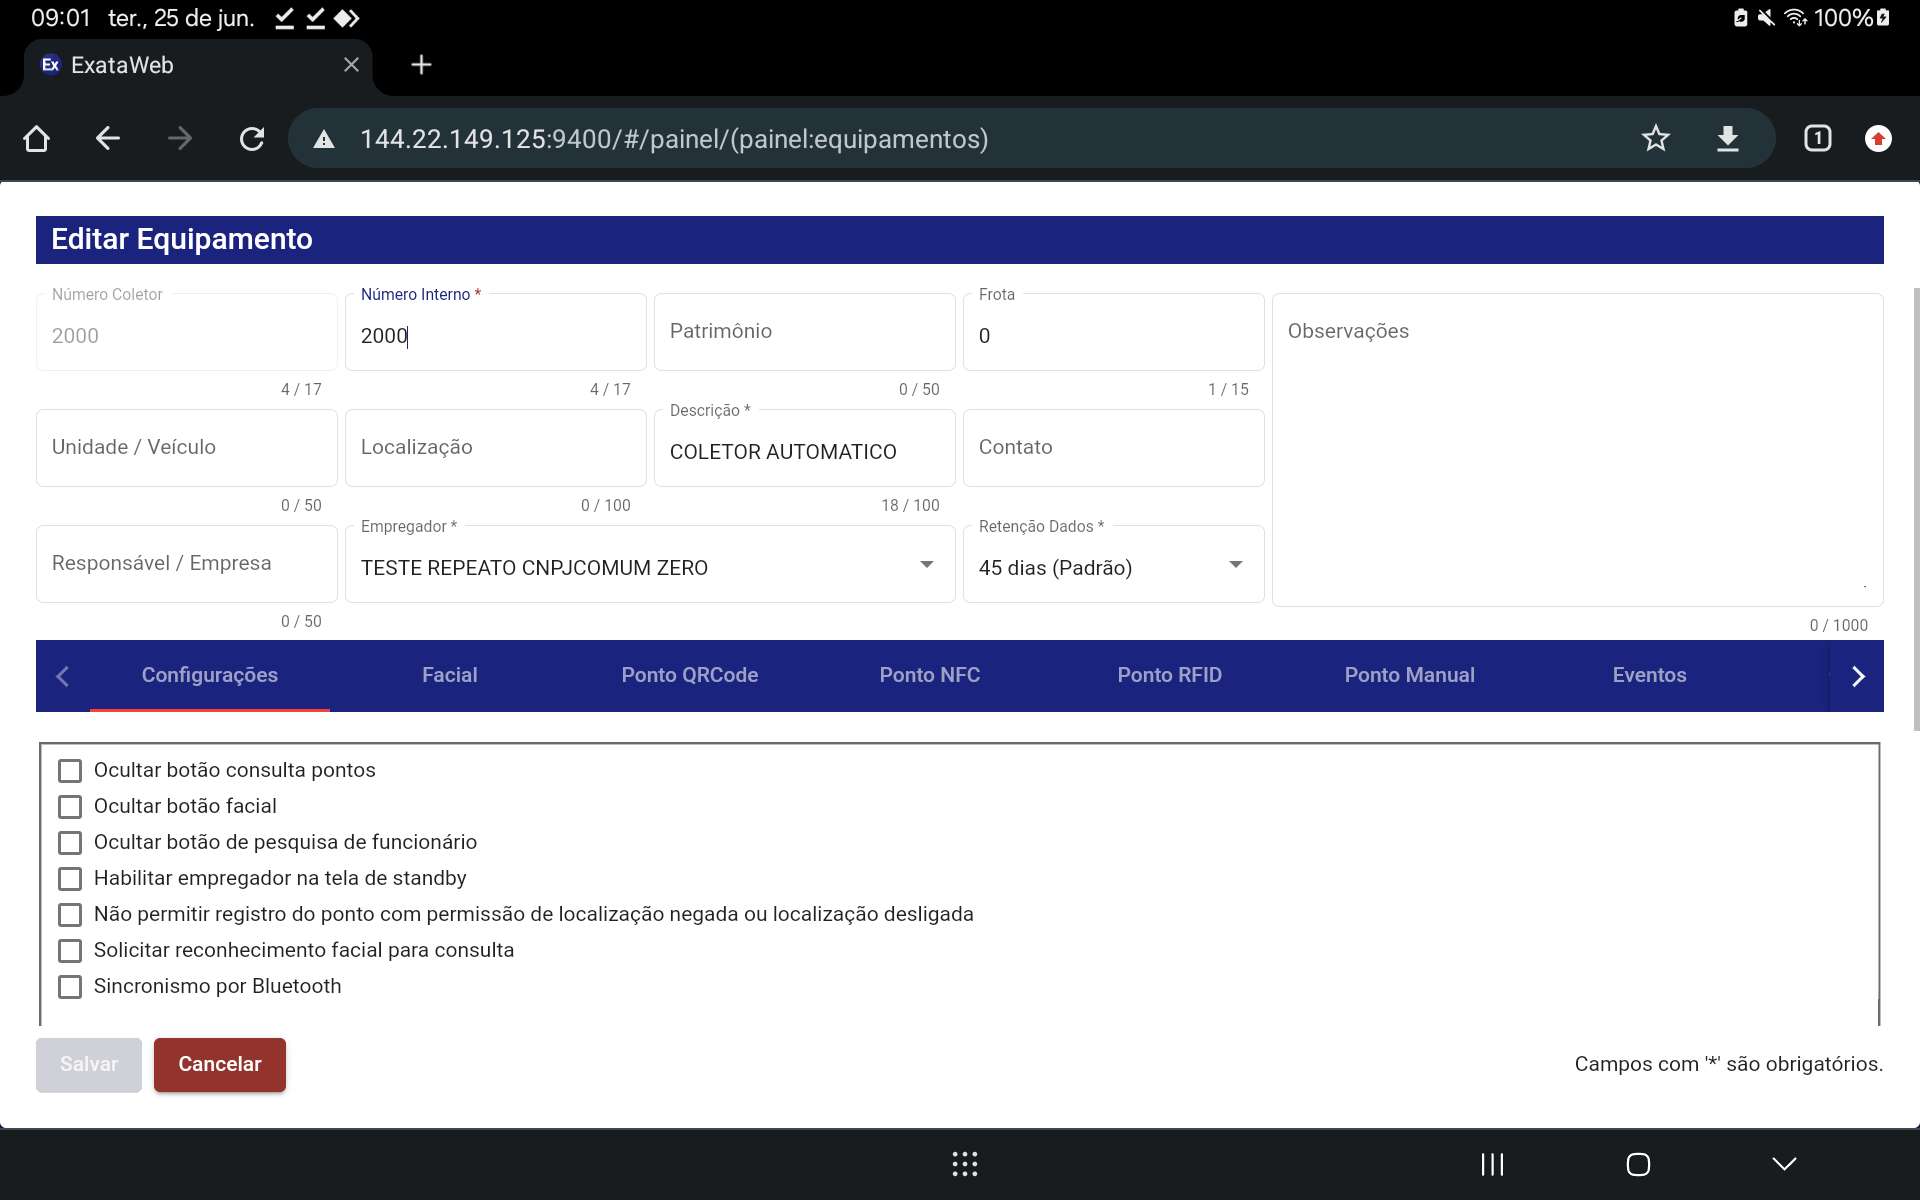 09:01 ter., 25 de jun.
100%
Ex ExataWeb
144.22.149.125:9400/#/painel/(painel:equipamentos)
1
Editar Equipamento
Número Coletor
2000
4 / 17
Número Interno *
2000
4 / 17
Patrimônio
0 / 50
Frota
0
1 / 15
Observações
0 / 1000
Unidade / Veículo
0 / 50
Localização
0 / 100
Descrição *
COLETOR AUTOMATICO
18 / 100
Contato
Responsável / Empresa
0 / 50
Empregador *
TESTE REPEATO CNPJCOMUM ZERO
Retenção Dados *
45 dias (Padrão)
Configurações
Facial
Ponto QRCode
Ponto NFC
Ponto RFID
Ponto Manual
Eventos
Ocultar botão consulta pontos
Ocultar botão facial
Ocultar botão de pesquisa de funcionário
Habilitar empregador na tela de standby
Não permitir registro do ponto com permissão de localização negada ou localização desligada
Solicitar reconhecimento facial para consulta
Sincronismo por Bluetooth
Salvar
Cancelar
Campos com '*' são obrigatórios.